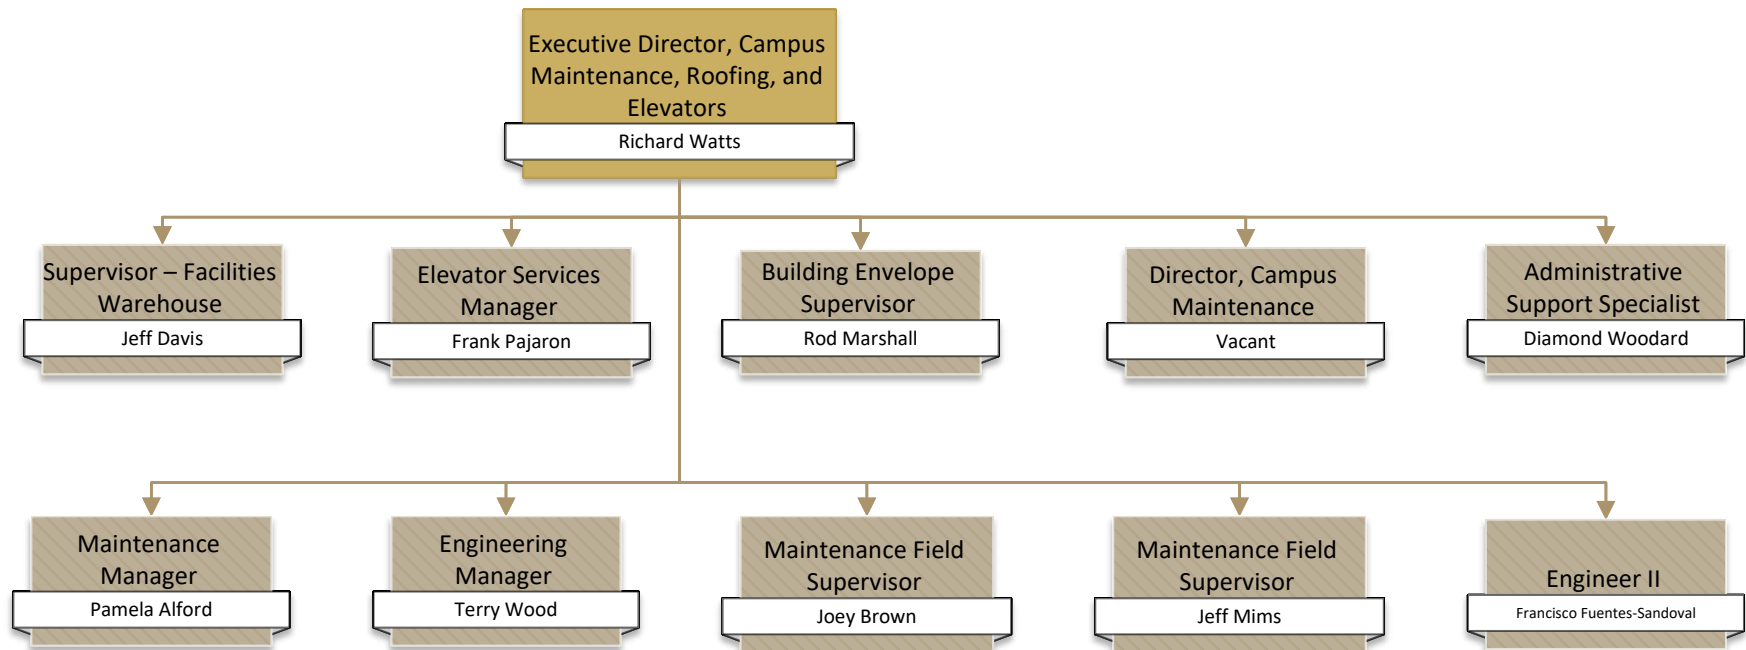 Executive Director, Campus
Maintenance, Roofing, and
Elevators
Richard Watts
Supervisor – Facilities
Warehouse
Jeff Davis
Elevator Services
Manager
Frank Pajaron
Building Envelope
Supervisor
Rod Marshall
Director, Campus
Maintenance
Vacant
Administrative
Support Specialist
Diamond Woodard
Maintenance
Manager
Pamela Alford
Engineering
Manager
Terry Wood
Maintenance Field
Supervisor
Joey Brown
Maintenance Field
Supervisor
Jeff Mims
Engineer II
Francisco Fuentes-Sandoval